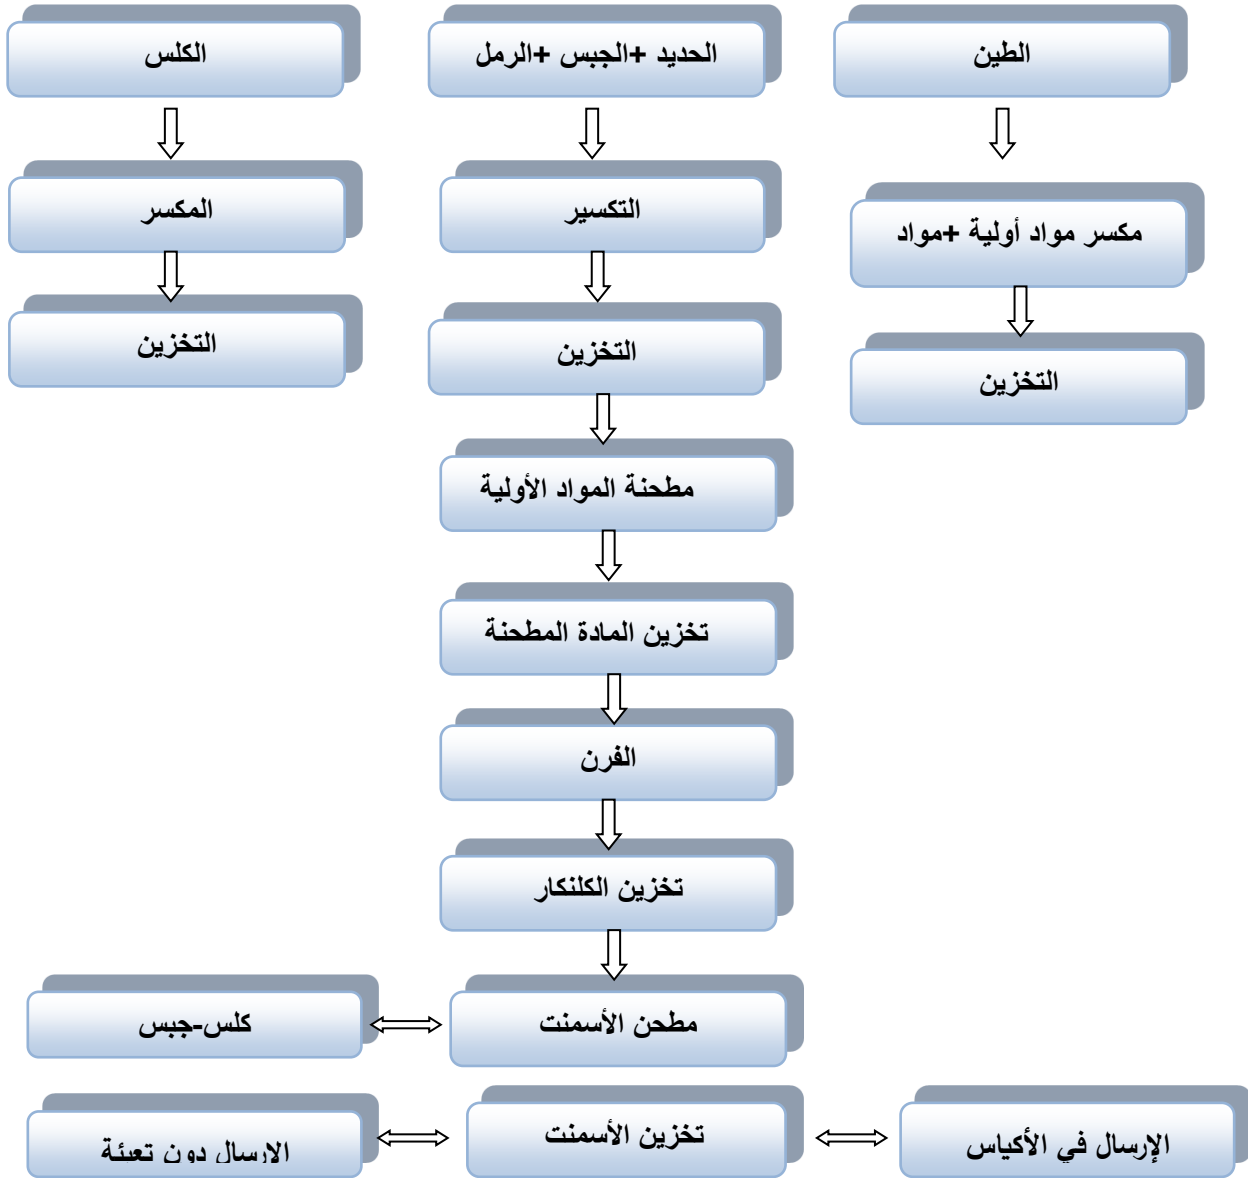 الطين
الحديد +الجبس +الرمل
الكلس
مكسر مواد أولية +مواد
التكسير
المكسر
التخزين
التخزين
التخزين
مطحنة المواد الأولية
تخزين المادة المطحنة
الفرن
تخزين الكلنكار
مطحن الأسمنت
كلس-جبس
الإرسال في الأكياس
تخزين الأسمنت
الارسال دون تعبئة